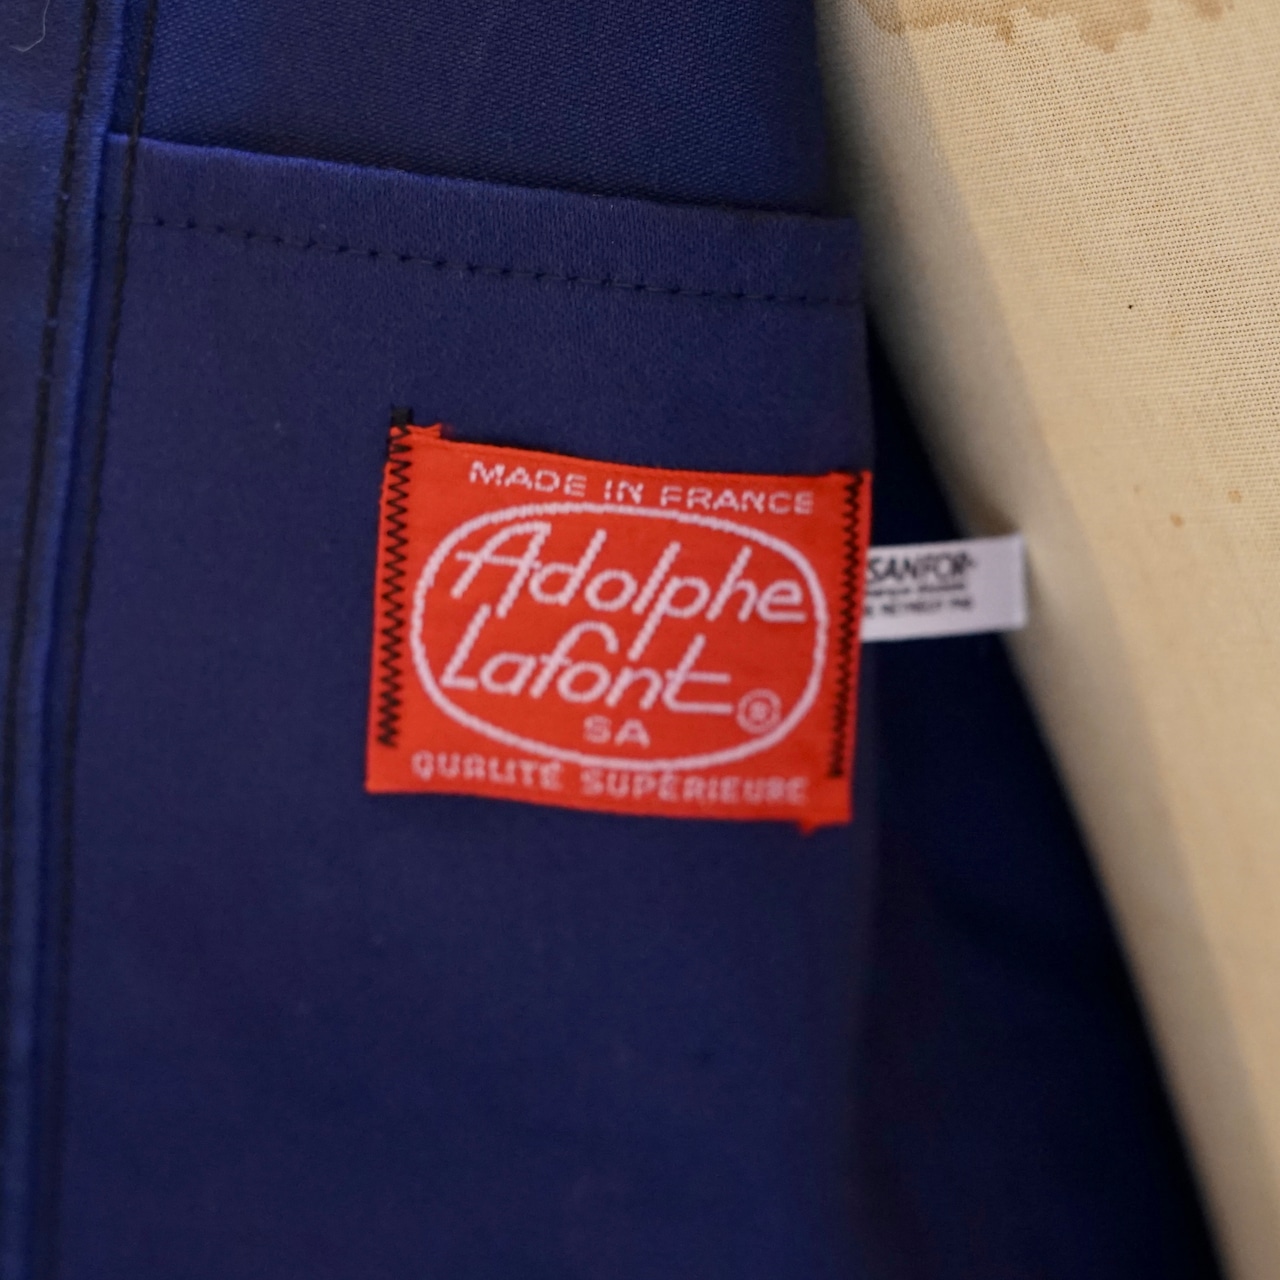 MADE IN FRANCE
Adolphe
Lafont ®
SA
QUALITÉ SUPÉRIEURE
SANFOR-